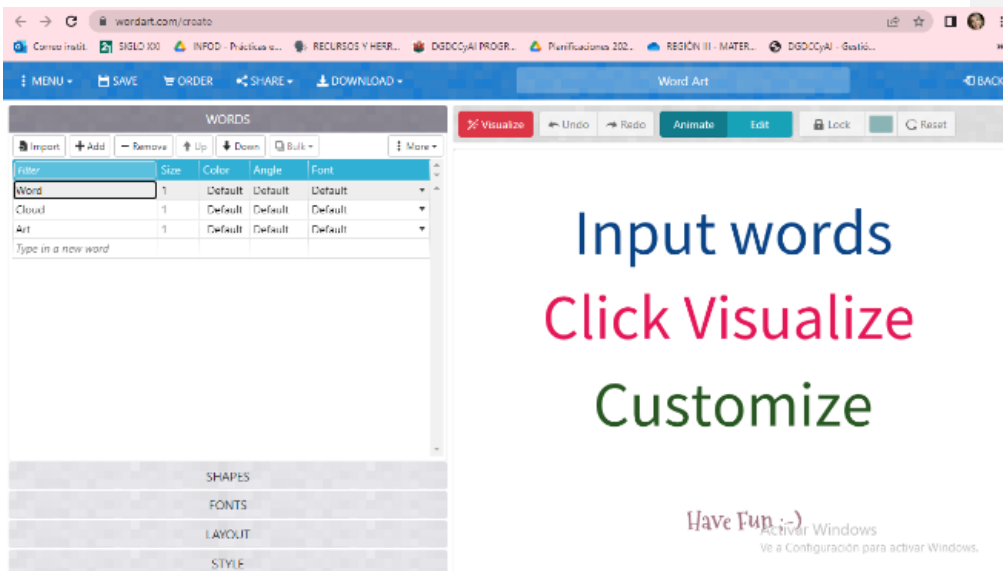 wordart.com/create
Correo instit. SIGLO XXI INFOD - Prácticas e... RECURSOS Y HERR... DGDCCyAI PROGR... Planificaciones 202... REGIÓN III - MATER... DGDCCyAI - Gestió...
MENU SAVE ORDER SHARE DOWNLOAD Word Art BACK
WORDS
Visualize Undo Redo Animate Edit Lock Reset
Import Add Remove Up Down Bulk More
Filter Size Color Angle Font
Word 1 Default Default Default
Cloud 1 Default Default Default
Art 1 Default Default Default
Type in a new word
Input words
Click Visualize
Customize
SHAPES
FONTS
LAYOUT
STYLE
Have Fun :-)
Activar Windows
Ve a Configuración para activar Windows.